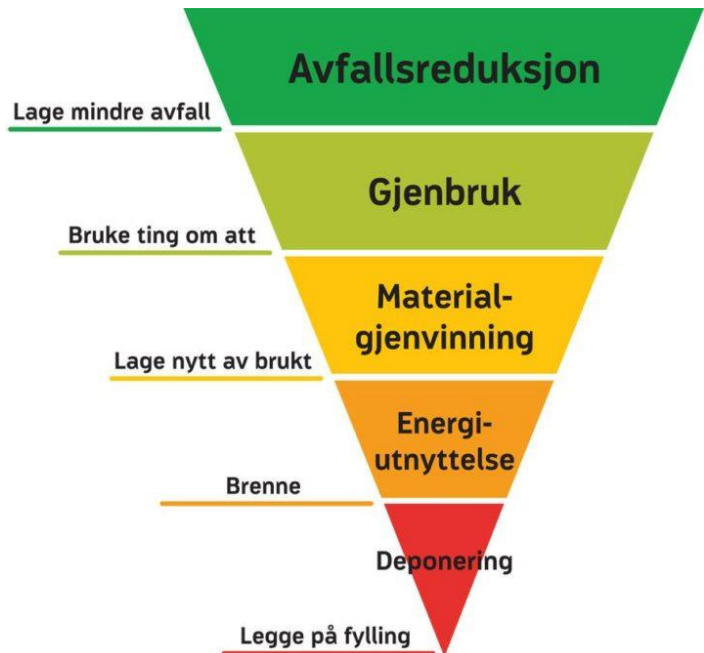 Avfallsreduksjon
Lage mindre avfall
Gjenbruk
Bruke ting om att
Material-
gjenvinning
Lage nytt av brukt
Energi-
utnyttelse
Brenne
Deponering
Legge på fylling